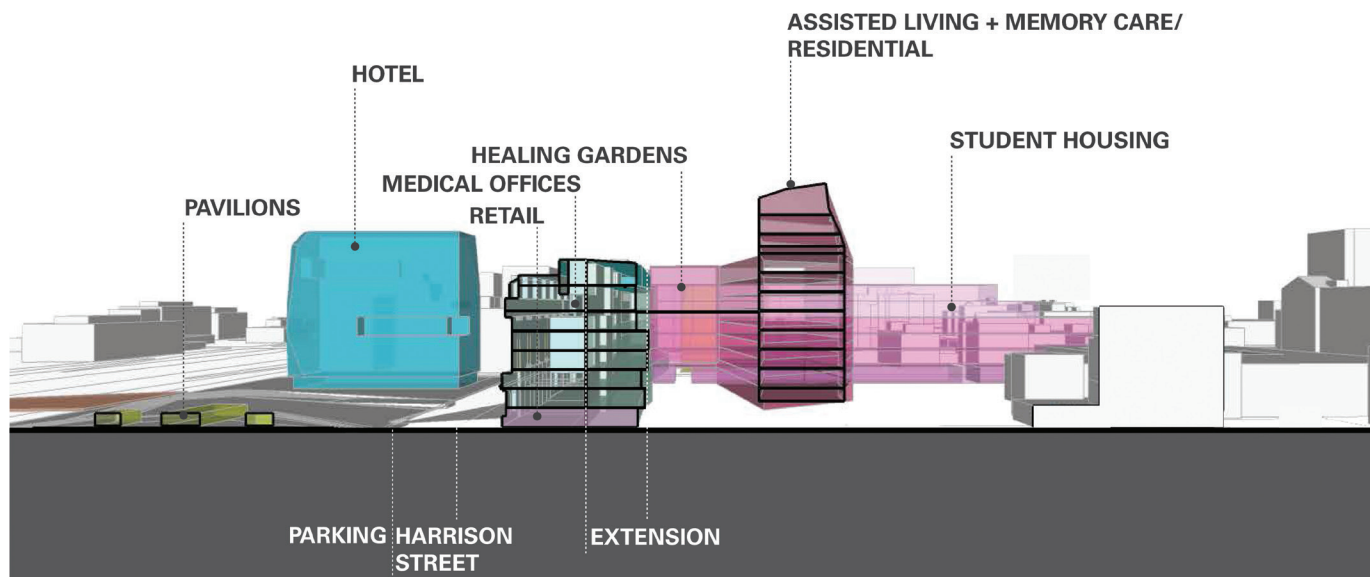 ASSISTED LIVING + MEMORY CARE/
RESIDENTIAL
HOTEL
STUDENT HOUSING
HEALING GARDENS
MEDICAL OFFICES
PAVILIONS
RETAIL
PARKING
HARRISON
STREET
EXTENSION